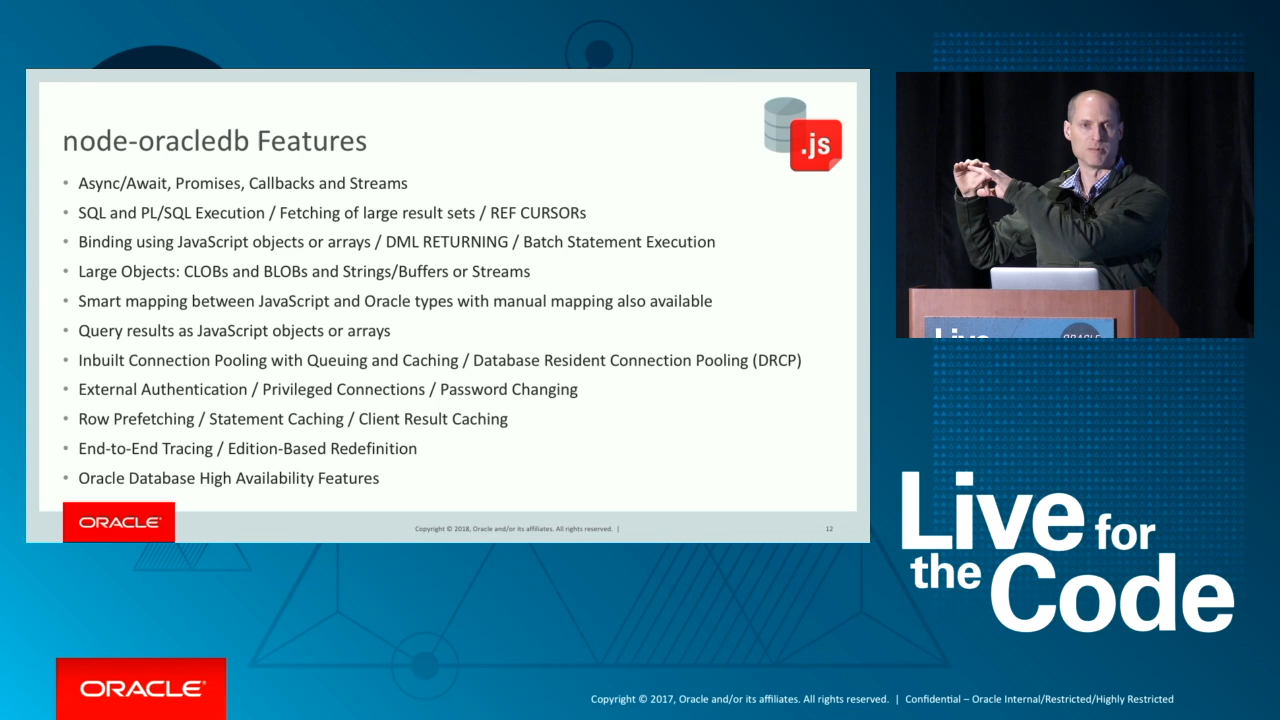 node-oracledb Features
.js
• Async/Await, Promises, Callbacks and Streams
• SQL and PL/SQL Execution / Fetching of large result sets / REF CURSORs
• Binding using JavaScript objects or arrays / DML RETURNING / Batch Statement Execution
• Large Objects: CLOBs and BLOBs and Strings/Buffers or Streams
• Smart mapping between JavaScript and Oracle types with manual mapping also available
• Query results as JavaScript objects or arrays
• Inbuilt Connection Pooling with Queuing and Caching / Database Resident Connection Pooling (DRCP)
• External Authentication / Privileged Connections / Password Changing
• Row Prefetching / Statement Caching / Client Result Caching
• End-to-End Tracing / Edition-Based Redefinition
• Oracle Database High Availability Features
ORACLE®
Copyright © 2018, Oracle and/or its affiliates. All rights reserved. |
12
Live
ORACLE
Live for
the Code
ORACLE®
Copyright © 2017, Oracle and/or its affiliates. All rights reserved. | Confidential – Oracle Internal/Restricted/Highly Restricted